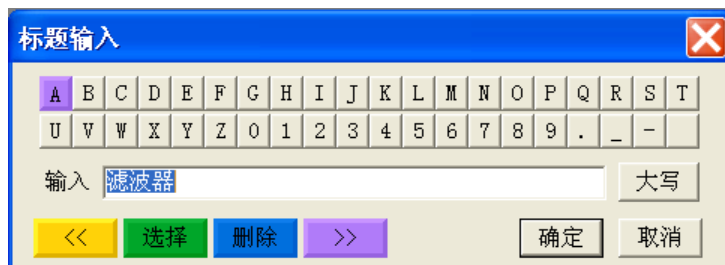 标题输入
A B C D E F G H I J K L M N O P Q R S T
U V W X Y Z 0 1 2 3 4 5 6 7 8 9 . _ -
输入 滤波器 大写
<< 选择 删除 >> 确定 取消